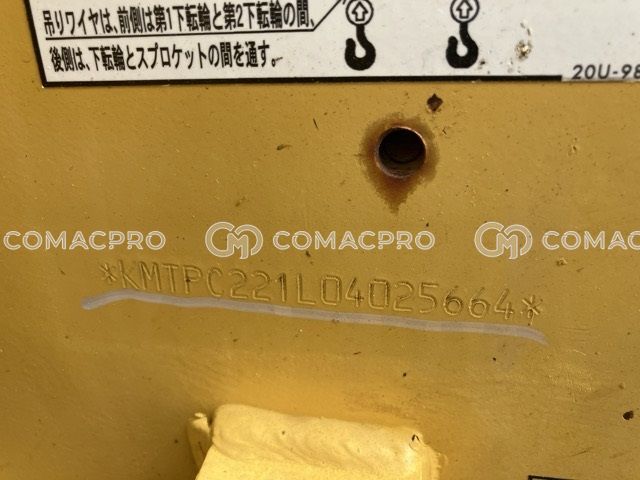 吊りワイヤは、前側は第1下転輪と第2下転輪の間、
後側は、下転輪とスプロケットの間を通す。
20U-98
COMACPRO COMACPRO COMACPRO
*KMTPC221L04025664*